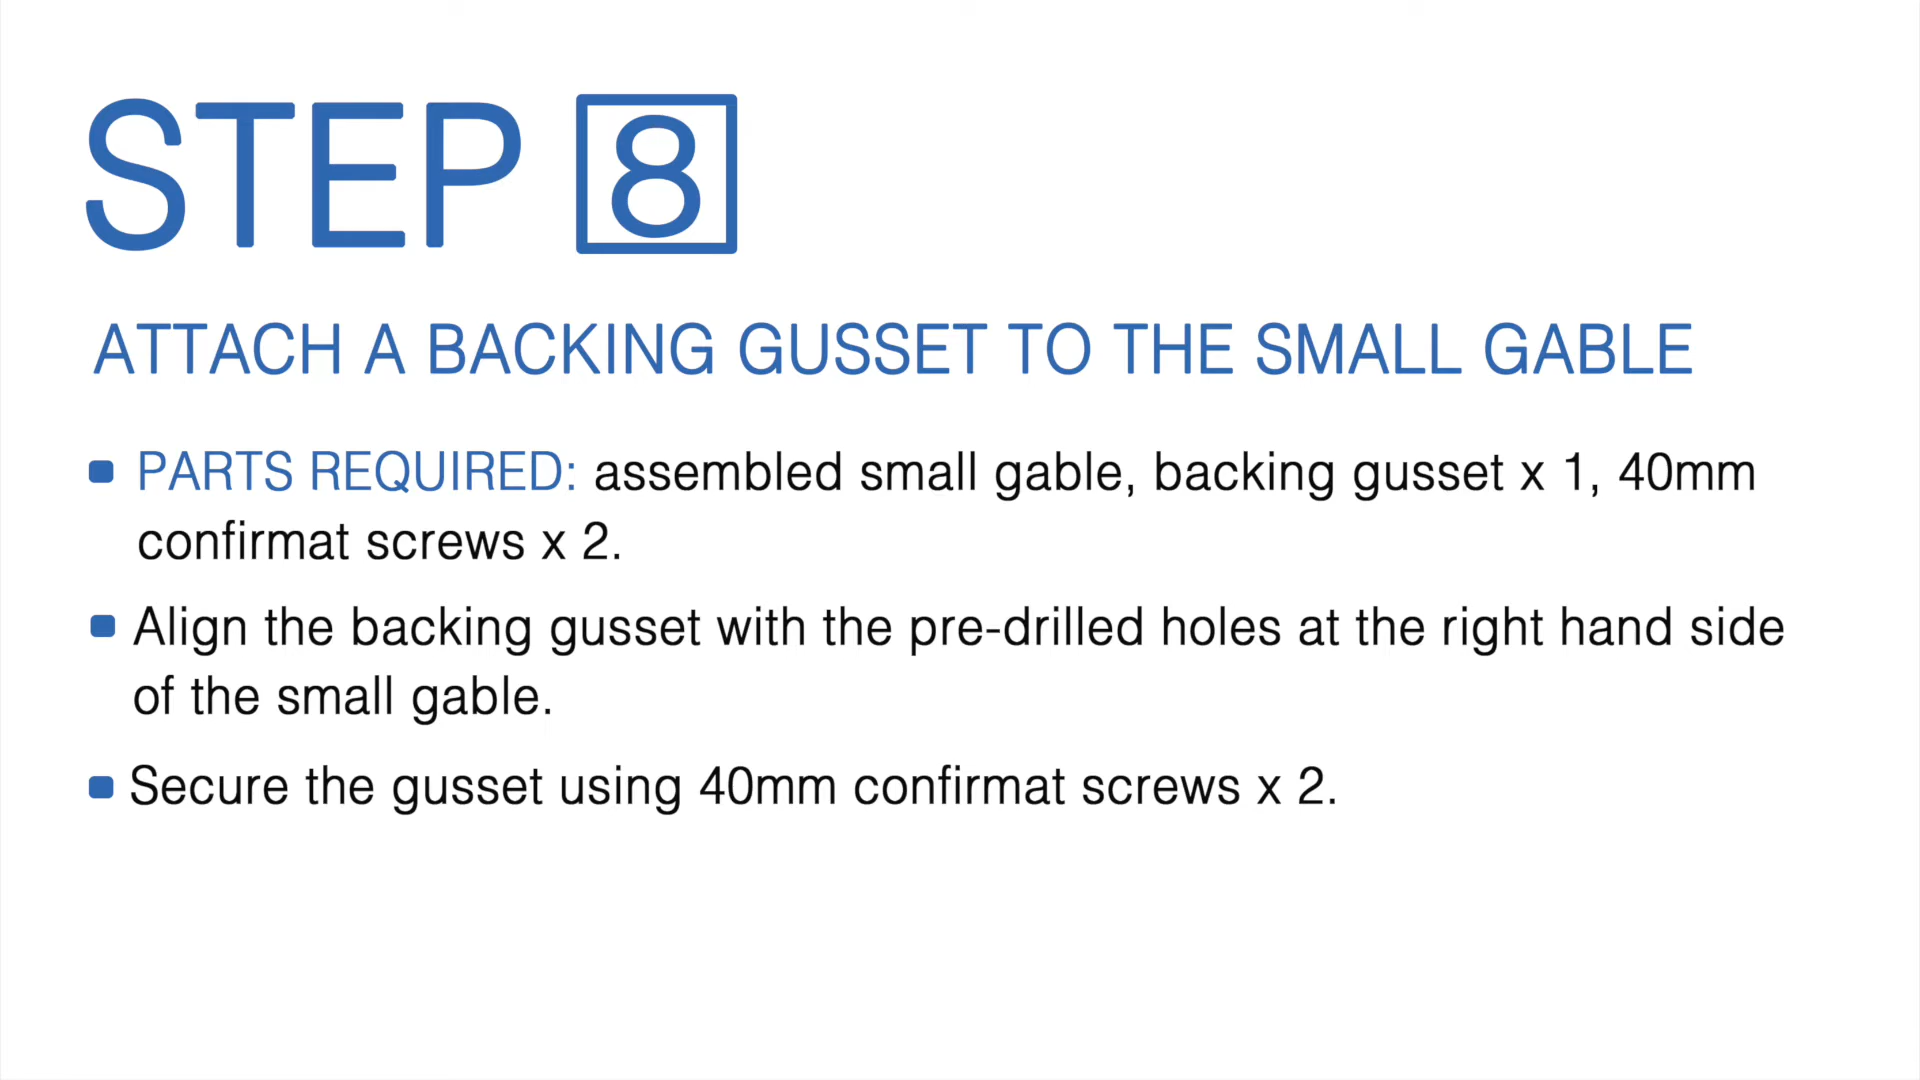 STEP 8
ATTACH A BACKING GUSSET TO THE SMALL GABLE
PARTS REQUIRED: assembled small gable, backing gusset x 1, 40mm
confirmat screws x 2.
Align the backing gusset with the pre-drilled holes at the right hand side
of the small gable.
Secure the gusset using 40mm confirmat screws x 2.